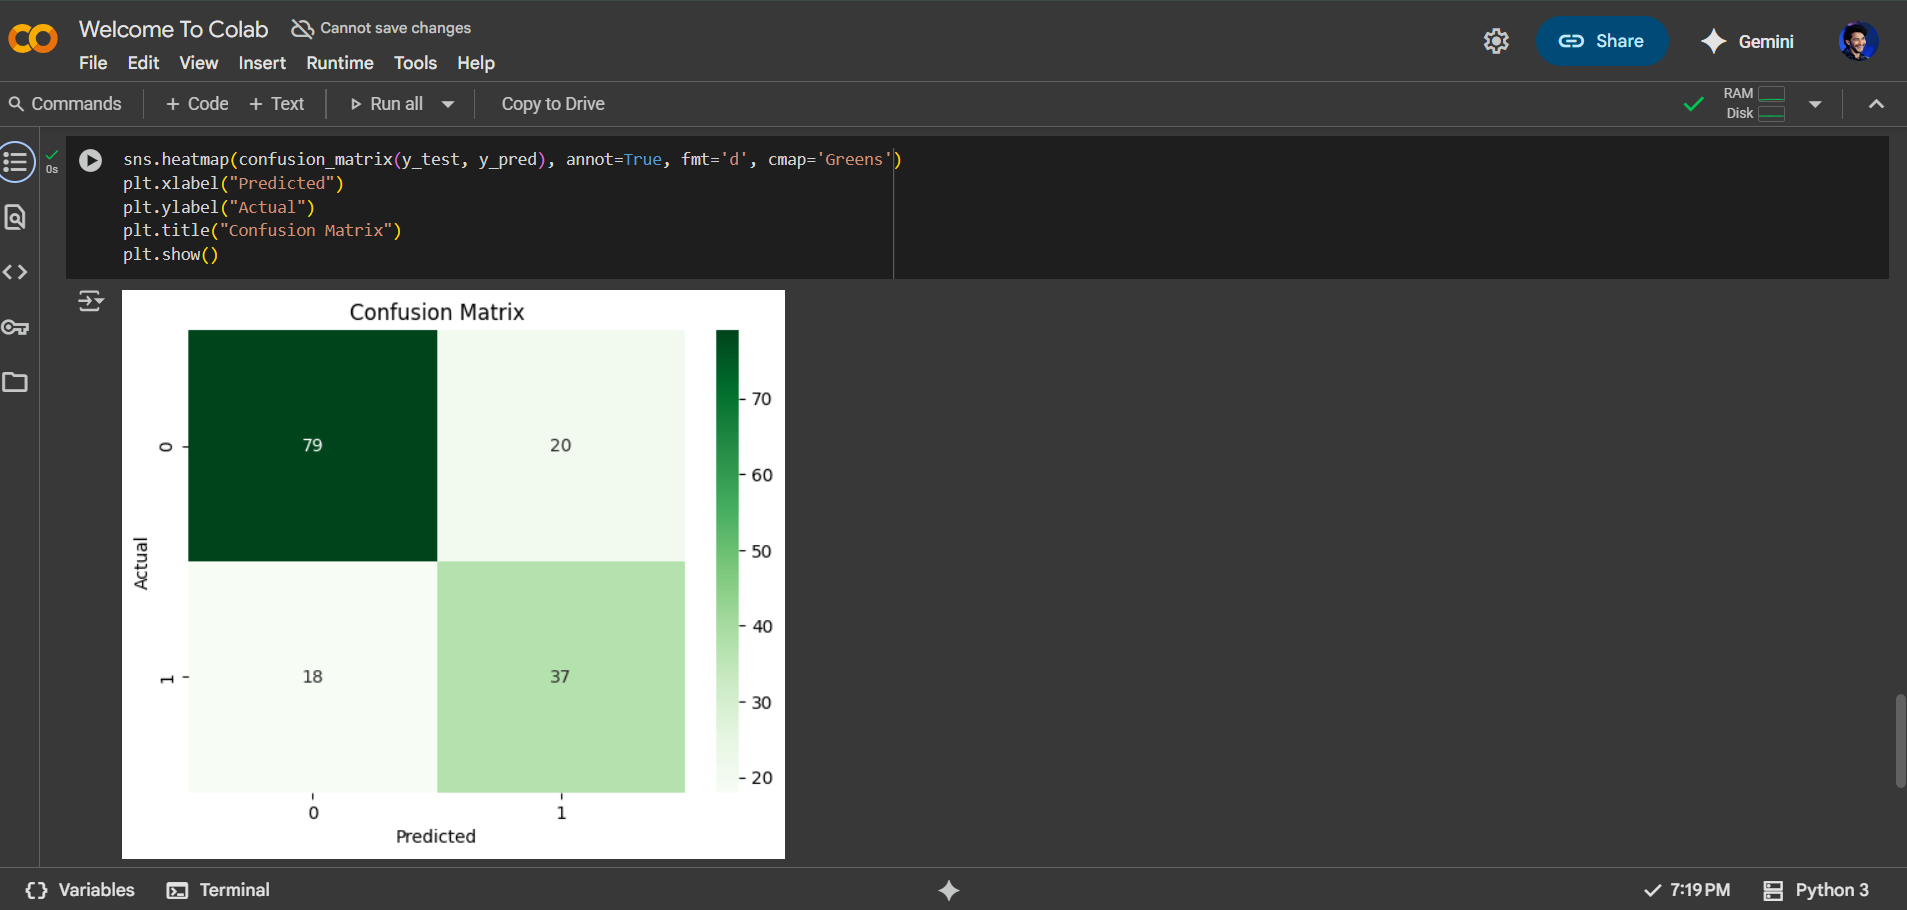 Welcome To Colab
Cannot save changes
File Edit View Insert Runtime Tools Help
Share
Gemini
Commands + Code + Text Run all Copy to Drive
RAM
Disk
0s
sns.heatmap(confusion_matrix(y_test, y_pred), annot=True, fmt='d', cmap='Greens')
plt.xlabel("Predicted")
plt.ylabel("Actual")
plt.title("Confusion Matrix")
plt.show()
Confusion Matrix
79 20
18 37
0
1
Actual
0 1
Predicted
70
60
50
40
30
20
Variables Terminal
7:19 PM Python 3